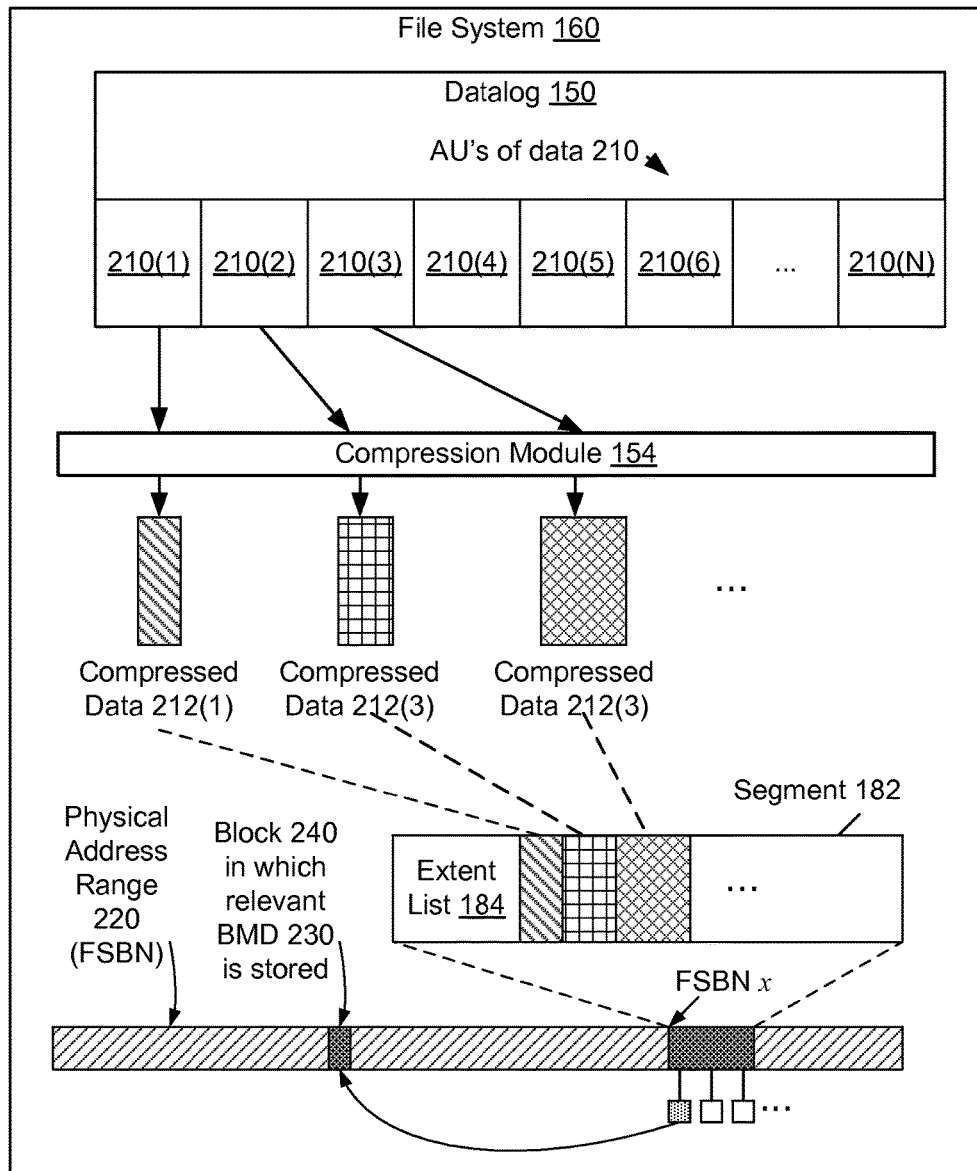 File System 160
Datalog 150
AU's of data 210
210(1) 210(2) 210(3) 210(4) 210(5) 210(6) ... 210(N)
Compression Module 154
...
Compressed
Data 212(1)
Compressed
Data 212(3)
Compressed
Data 212(3)
Segment 182
Physical
Address
Range
220
(FSBN)
Block 240
in which
relevant
BMD 230
is stored
Extent
List 184
...
FSBN x
...